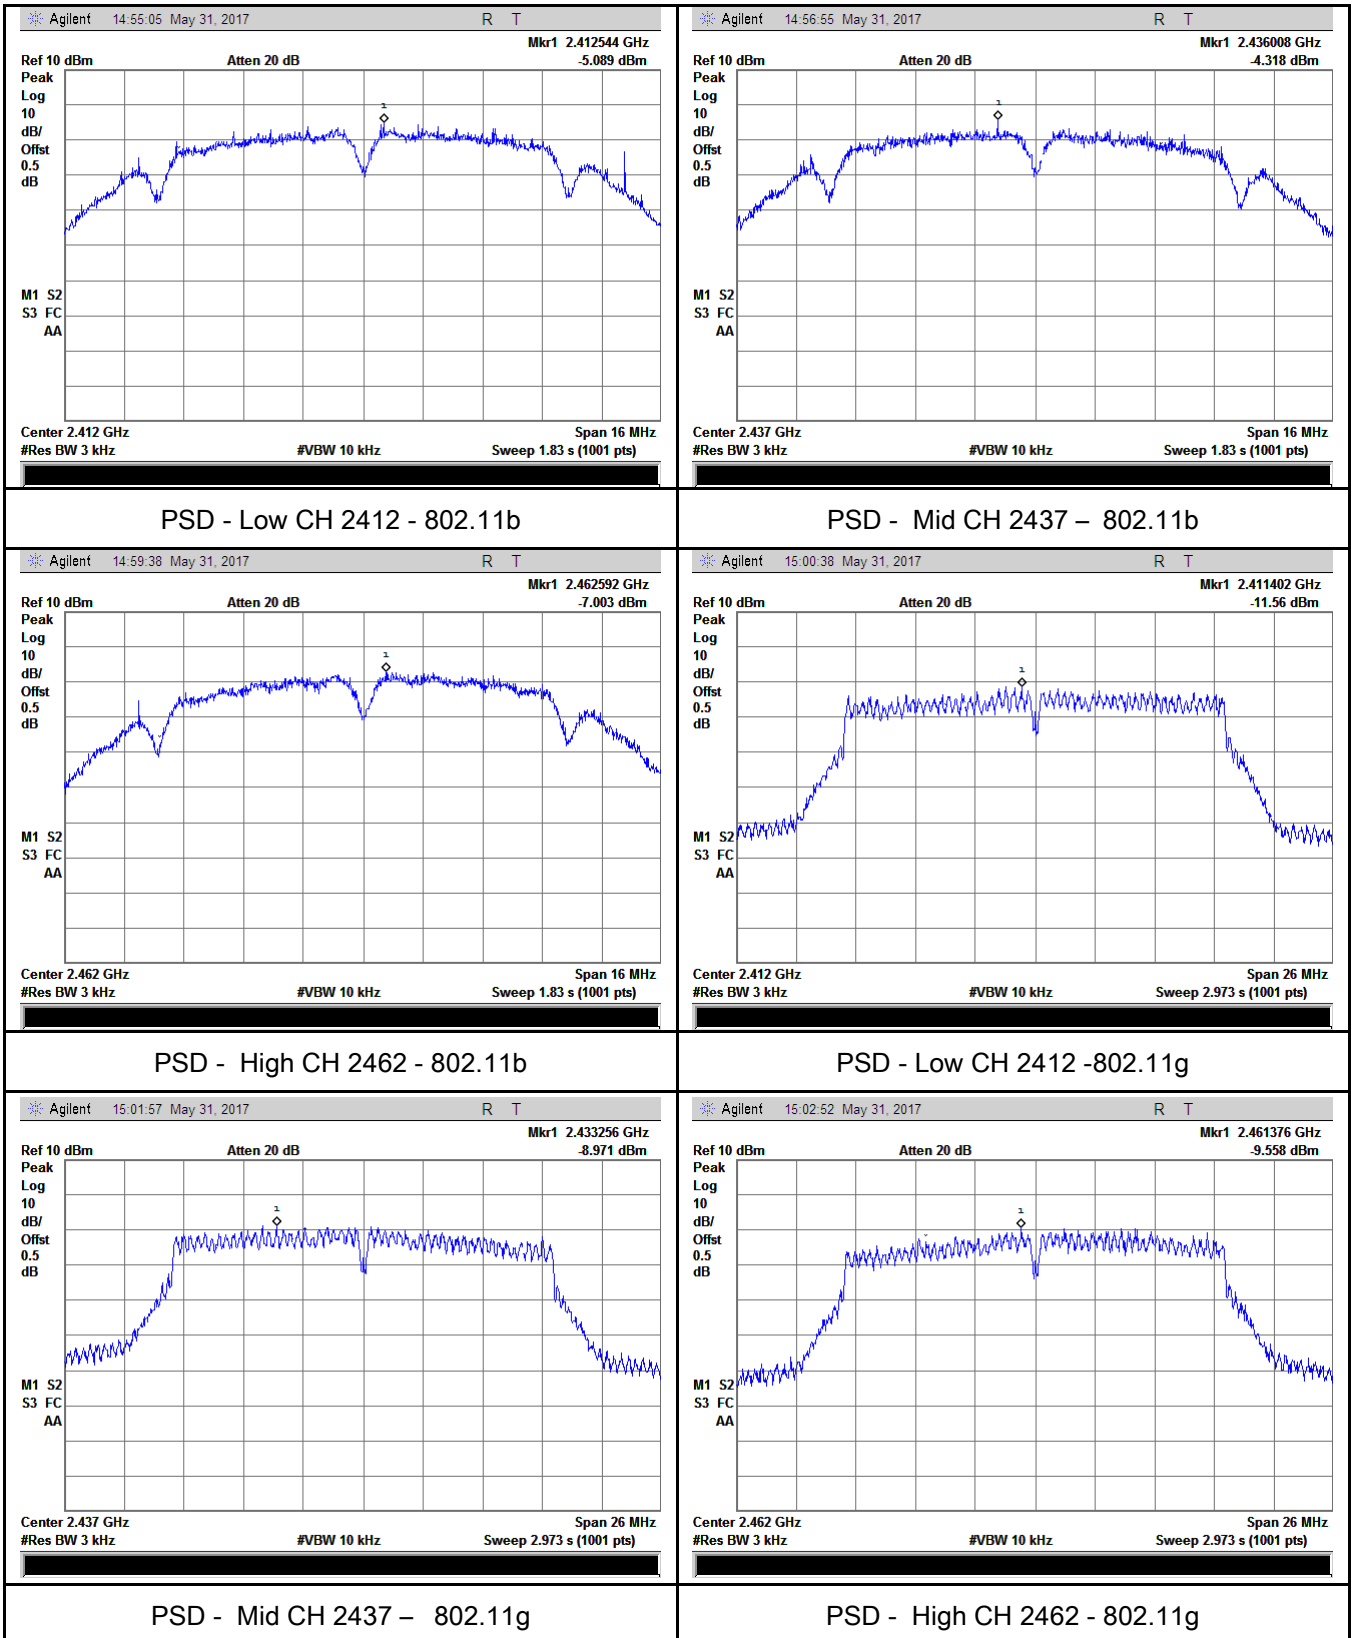 Agilent 14:55:05 May 31, 2017 R T
Mkr1 2.412544 GHz
Ref 10 dBm Atten 20 dB -5.089 dBm
Peak
Log
10
dB/
Offst
0.5
dB
1
M1 S2
S3 FC
AA
Center 2.412 GHz Span 16 MHz
#Res BW 3 kHz #VBW 10 kHz Sweep 1.83 s (1001 pts)
PSD - Low CH 2412 - 802.11b
Agilent 14:56:55 May 31, 2017 R T
Mkr1 2.436008 GHz
Ref 10 dBm Atten 20 dB -4.318 dBm
Peak
Log
10
dB/
Offst
0.5
dB
1
M1 S2
S3 FC
AA
Center 2.437 GHz Span 16 MHz
#Res BW 3 kHz #VBW 10 kHz Sweep 1.83 s (1001 pts)
PSD - Mid CH 2437 – 802.11b
Agilent 14:59:38 May 31, 2017 R T
Mkr1 2.462592 GHz
Ref 10 dBm Atten 20 dB -7.003 dBm
Peak
Log
10
dB/
Offst
0.5
dB
1
M1 S2
S3 FC
AA
Center 2.462 GHz Span 16 MHz
#Res BW 3 kHz #VBW 10 kHz Sweep 1.83 s (1001 pts)
PSD - High CH 2462 - 802.11b
Agilent 15:00:38 May 31, 2017 R T
Mkr1 2.411402 GHz
Ref 10 dBm Atten 20 dB -11.56 dBm
Peak
Log
10
dB/
Offst
0.5
dB
1
M1 S2
S3 FC
AA
Center 2.412 GHz Span 26 MHz
#Res BW 3 kHz #VBW 10 kHz Sweep 2.973 s (1001 pts)
PSD - Low CH 2412 -802.11g
Agilent 15:01:57 May 31, 2017 R T
Mkr1 2.433256 GHz
Ref 10 dBm Atten 20 dB -8.971 dBm
Peak
Log
10
dB/
Offst
0.5
dB
1
M1 S2
S3 FC
AA
Center 2.437 GHz Span 26 MHz
#Res BW 3 kHz #VBW 10 kHz Sweep 2.973 s (1001 pts)
PSD - Mid CH 2437 – 802.11g
Agilent 15:02:52 May 31, 2017 R T
Mkr1 2.461376 GHz
Ref 10 dBm Atten 20 dB -9.558 dBm
Peak
Log
10
dB/
Offst
0.5
dB
1
M1 S2
S3 FC
AA
Center 2.462 GHz Span 26 MHz
#Res BW 3 kHz #VBW 10 kHz Sweep 2.973 s (1001 pts)
PSD - High CH 2462 - 802.11g